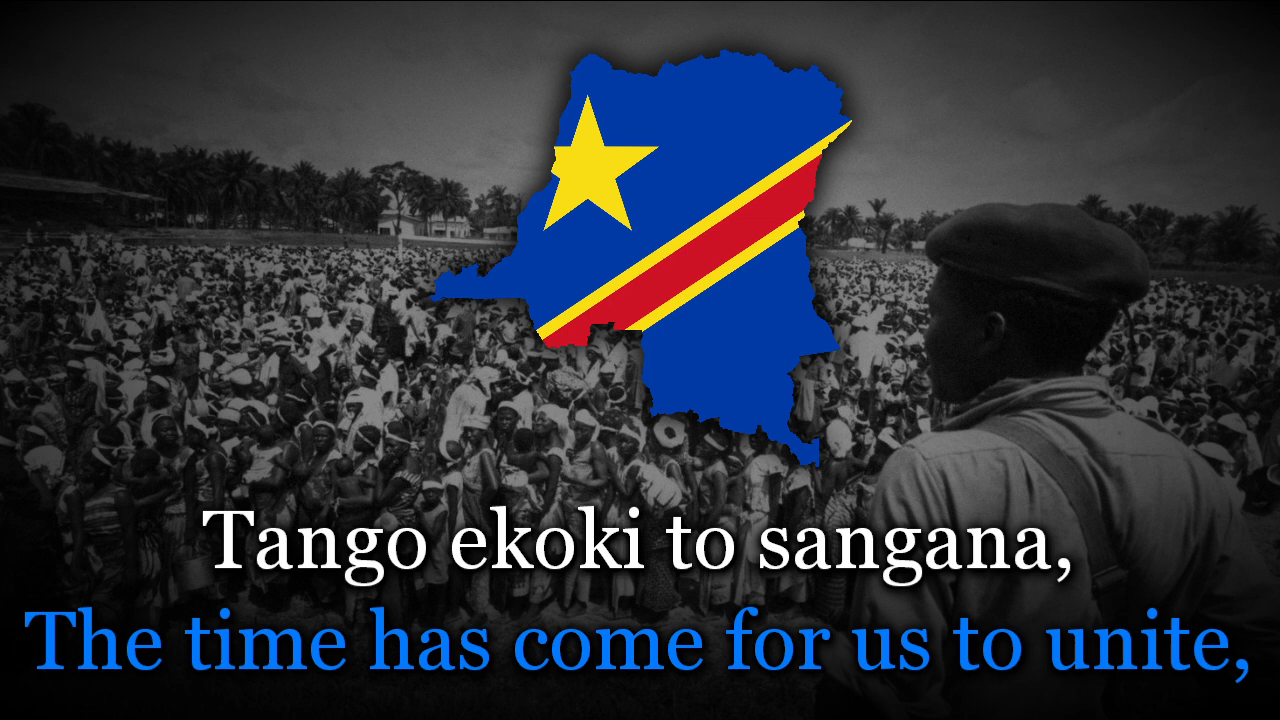 Tango ekoki to sangana,
The time has come for us to unite,